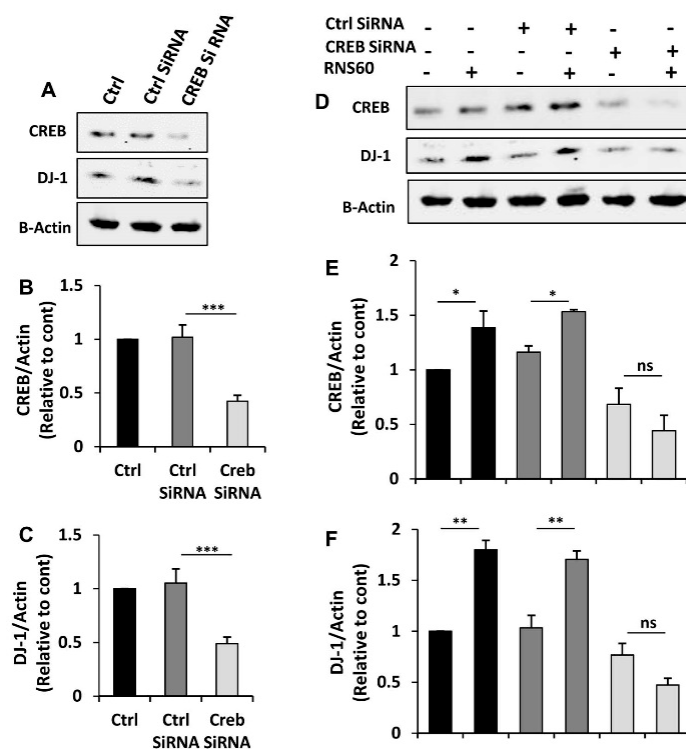 A
Ctrl
Ctrl SiRNA
CREB Si RNA
CREB
DJ-1
B-Actin
B
CREB/Actin
(Relative to cont)
1.5
1
0.5
0
***
Ctrl
Ctrl
SiRNA
Creb
SiRNA
C
DJ-1/Actin
(Relative to cont)
1.5
1
0.5
0
***
Ctrl
Ctrl
SiRNA
Creb
SiRNA
Ctrl SiRNA - - + + - -
CREB SiRNA - - - - + +
RNS60 - + - + - +
D
CREB
DJ-1
B-Actin
E
CREB/Actin
(Relative to cont)
2
1.5
1
0.5
0
*
*
ns
F
DJ-1/Actin
(Relative to cont)
2
1.5
1
0.5
0
**
**
ns